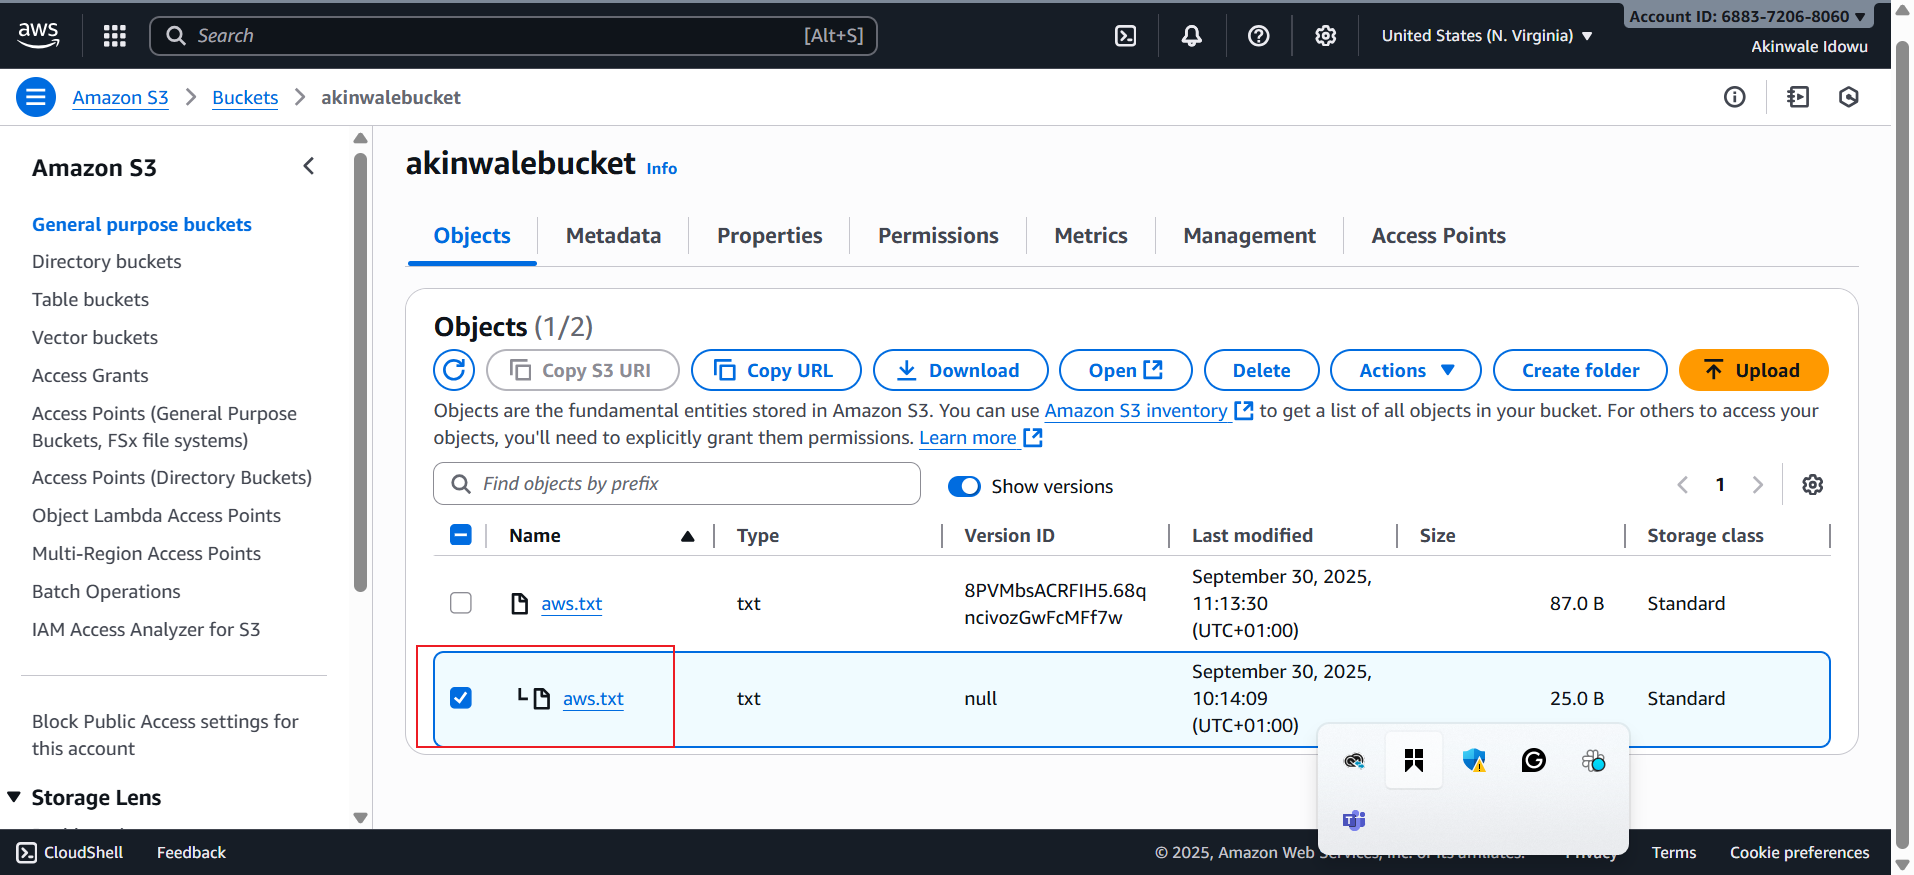 aws
Search [Alt+S]
United States (N. Virginia)
Account ID: 6883-7206-8060
Akinwale Idowu
Amazon S3
Buckets
akinwalebucket
Amazon S3
General purpose buckets
Directory buckets
Table buckets
Vector buckets
Access Grants
Access Points (General Purpose
Buckets, FSx file systems)
Access Points (Directory Buckets)
Object Lambda Access Points
Multi-Region Access Points
Batch Operations
IAM Access Analyzer for S3
Block Public Access settings for
this account
Storage Lens
akinwalebucket Info
Objects Metadata Properties Permissions Metrics Management Access Points
Objects (1/2)
Copy S3 URI Copy URL Download Open Delete Actions Create folder Upload
Objects are the fundamental entities stored in Amazon S3. You can use Amazon S3 inventory to get a list of all objects in your bucket. For others to access your
objects, you'll need to explicitly grant them permissions. Learn more
Find objects by prefix Show versions 1
Name Type Version ID Last modified Size Storage class
aws.txt txt 8PVMbsACRFIH5.68q
ncivozGwFcMFf7w September 30, 2025,
11:13:30
(UTC+01:00) 87.0 B Standard
aws.txt txt null September 30, 2025,
10:14:09
(UTC+01:00) 25.0 B Standard
CloudShell Feedback © 2025, Amazon Web Services, Inc. or its affiliates. Privacy Terms Cookie preferences